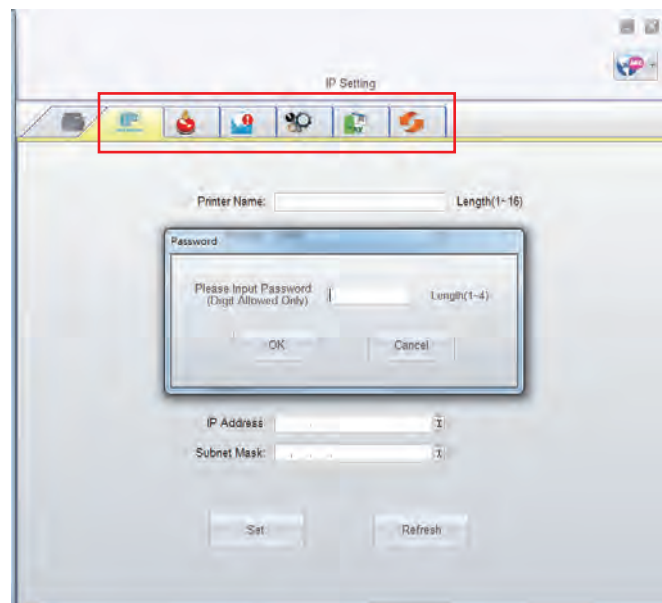 IP Setting
IP
Printer Name: Length(1~16)
Password
Please Input Password
(Digit Allowed Only)
Length(1~4)
OK Cancel
IP Address
Subnet Mask:
Set Refresh